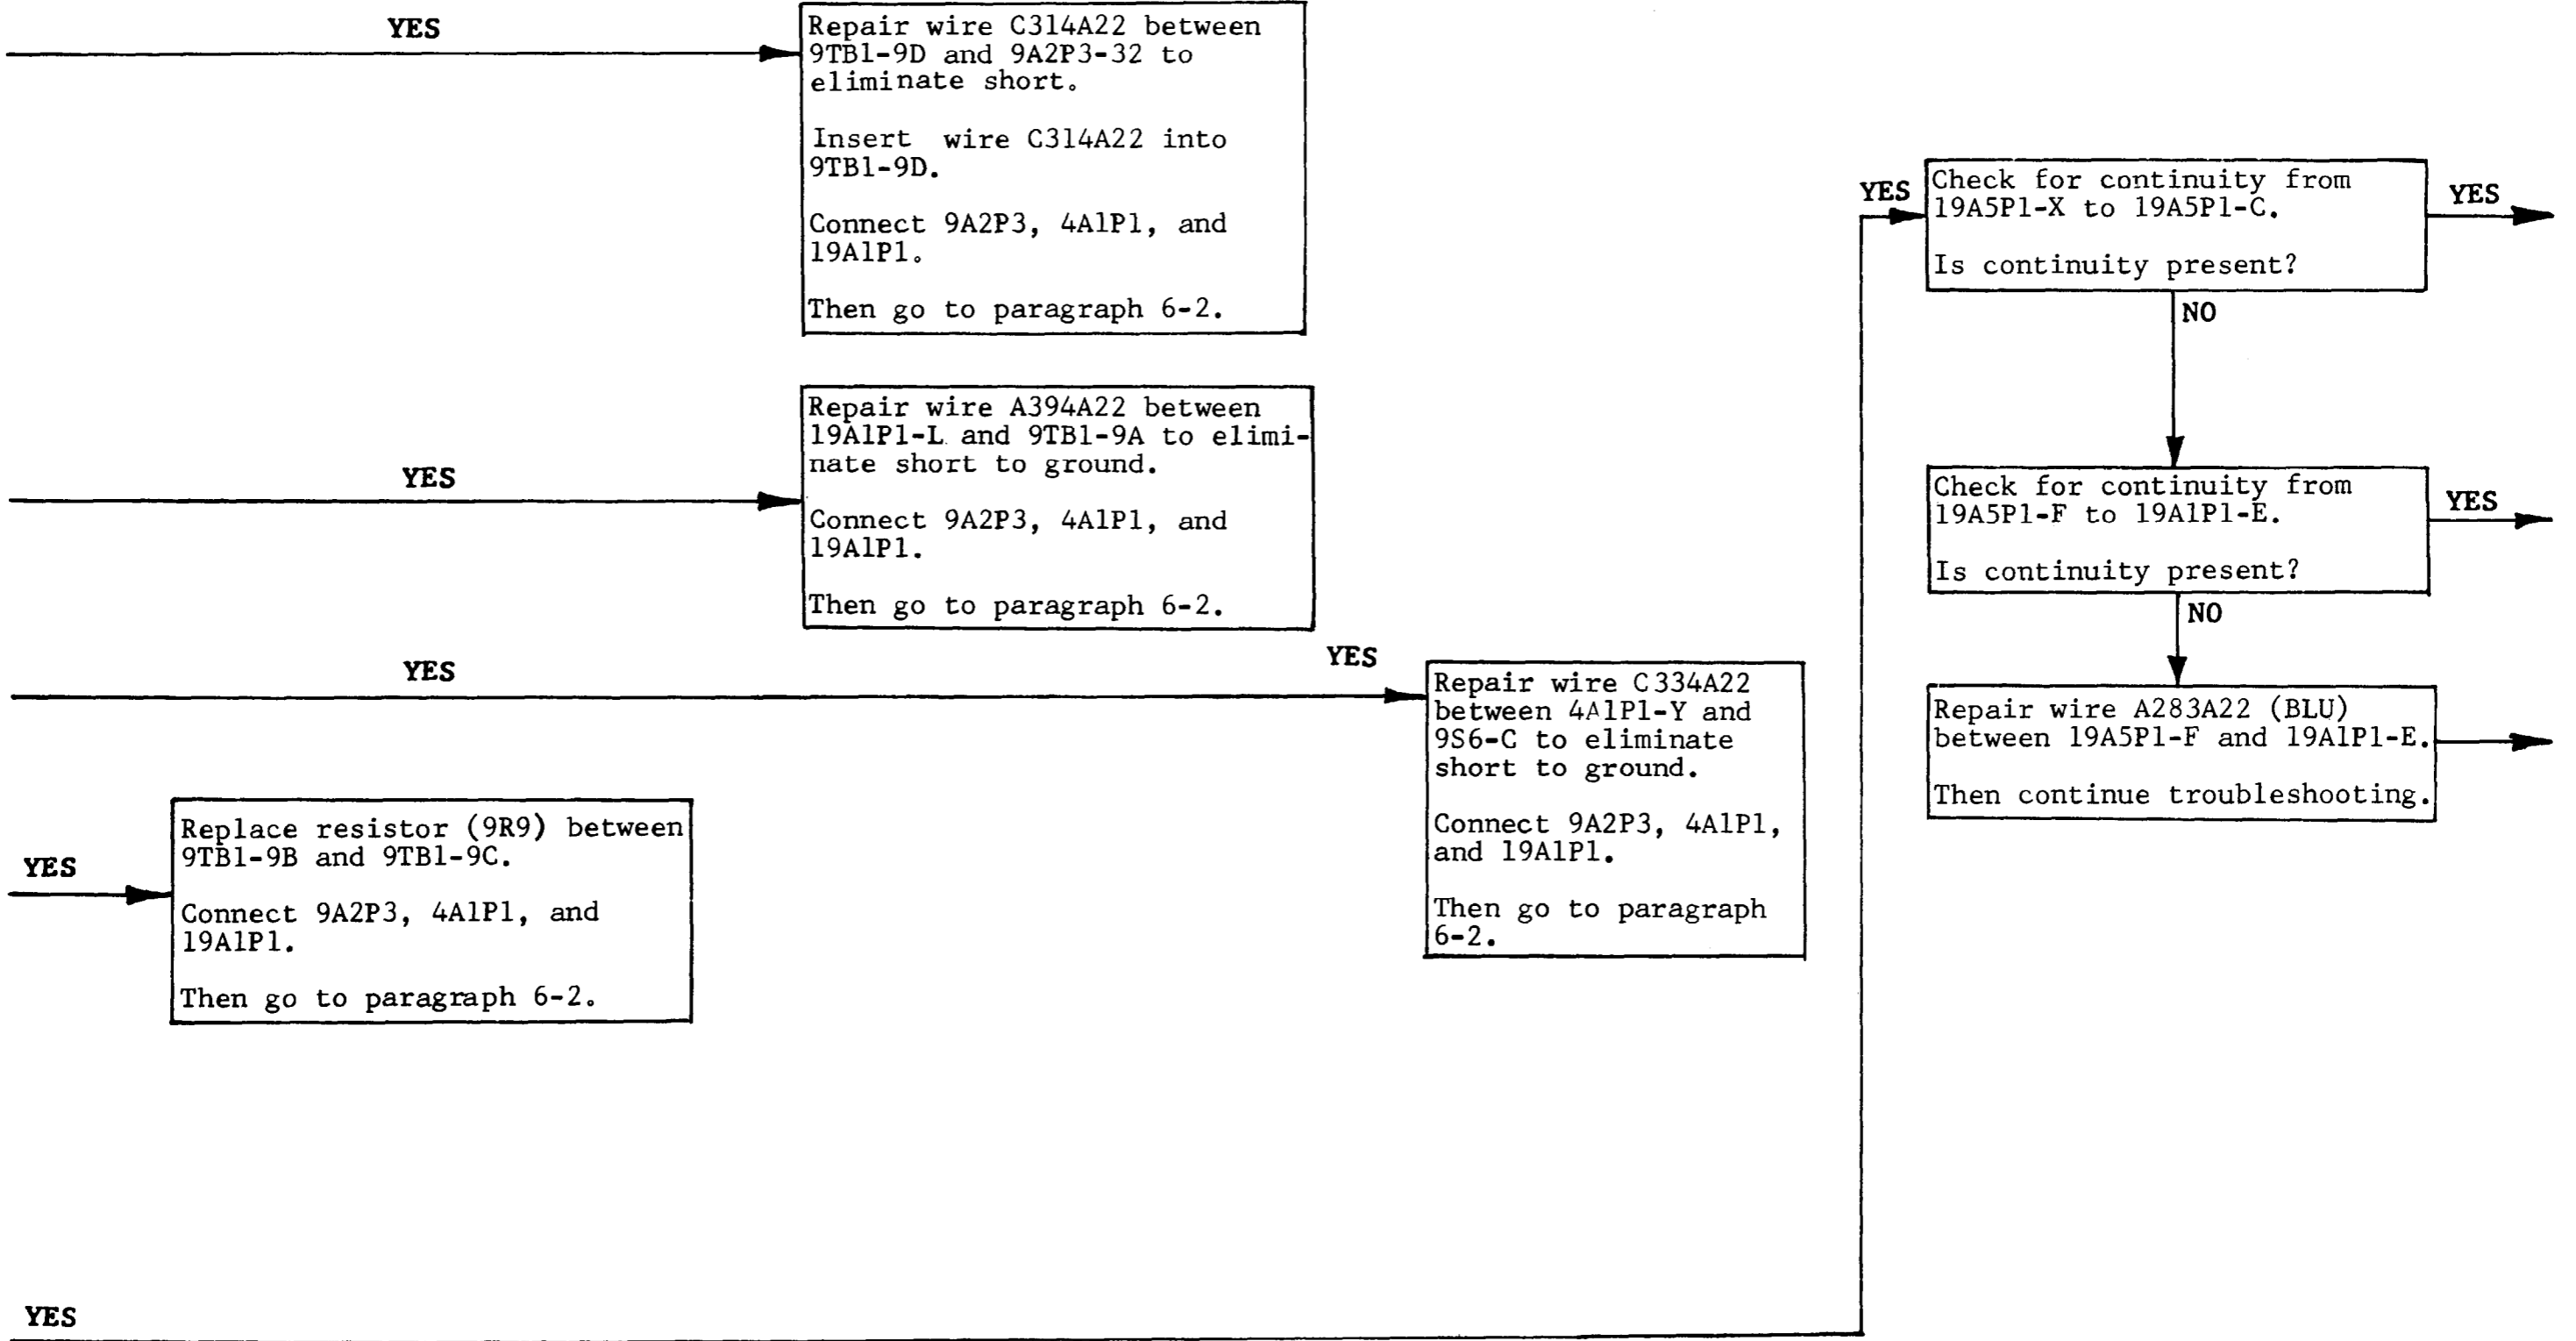 YES
Repair wire C314A22 between
9TB1-9D and 9A2P3-32 to
eliminate short.
Insert wire C314A22 into
9TB1-9D.
Connect 9A2P3, 4A1P1, and
19A1P1.
Then go to paragraph 6-2.
YES
Repair wire A394A22 between
19A1P1-L and 9TB1-9A to elimi-
nate short to ground.
Connect 9A2P3, 4A1P1, and
19A1P1.
Then go to paragraph 6-2.
YES
YES
Repair wire C334A22
between 4A1P1-Y and
9S6-C to eliminate
short to ground.
Connect 9A2P3, 4A1P1,
and 19A1P1.
Then go to paragraph
6-2.
YES
Replace resistor (9R9) between
9TB1-9B and 9TB1-9C.
Connect 9A2P3, 4A1P1, and
19A1P1.
Then go to paragraph 6-2.
YES
YES
Check for continuity from
19A5P1-X to 19A5P1-C.
Is continuity present?
YES
NO
Check for continuity from
19A5P1-F to 19A1P1-E.
Is continuity present?
YES
NO
Repair wire A283A22 (BLU)
between 19A5P1-F and 19A1P1-E.
Then continue troubleshooting.